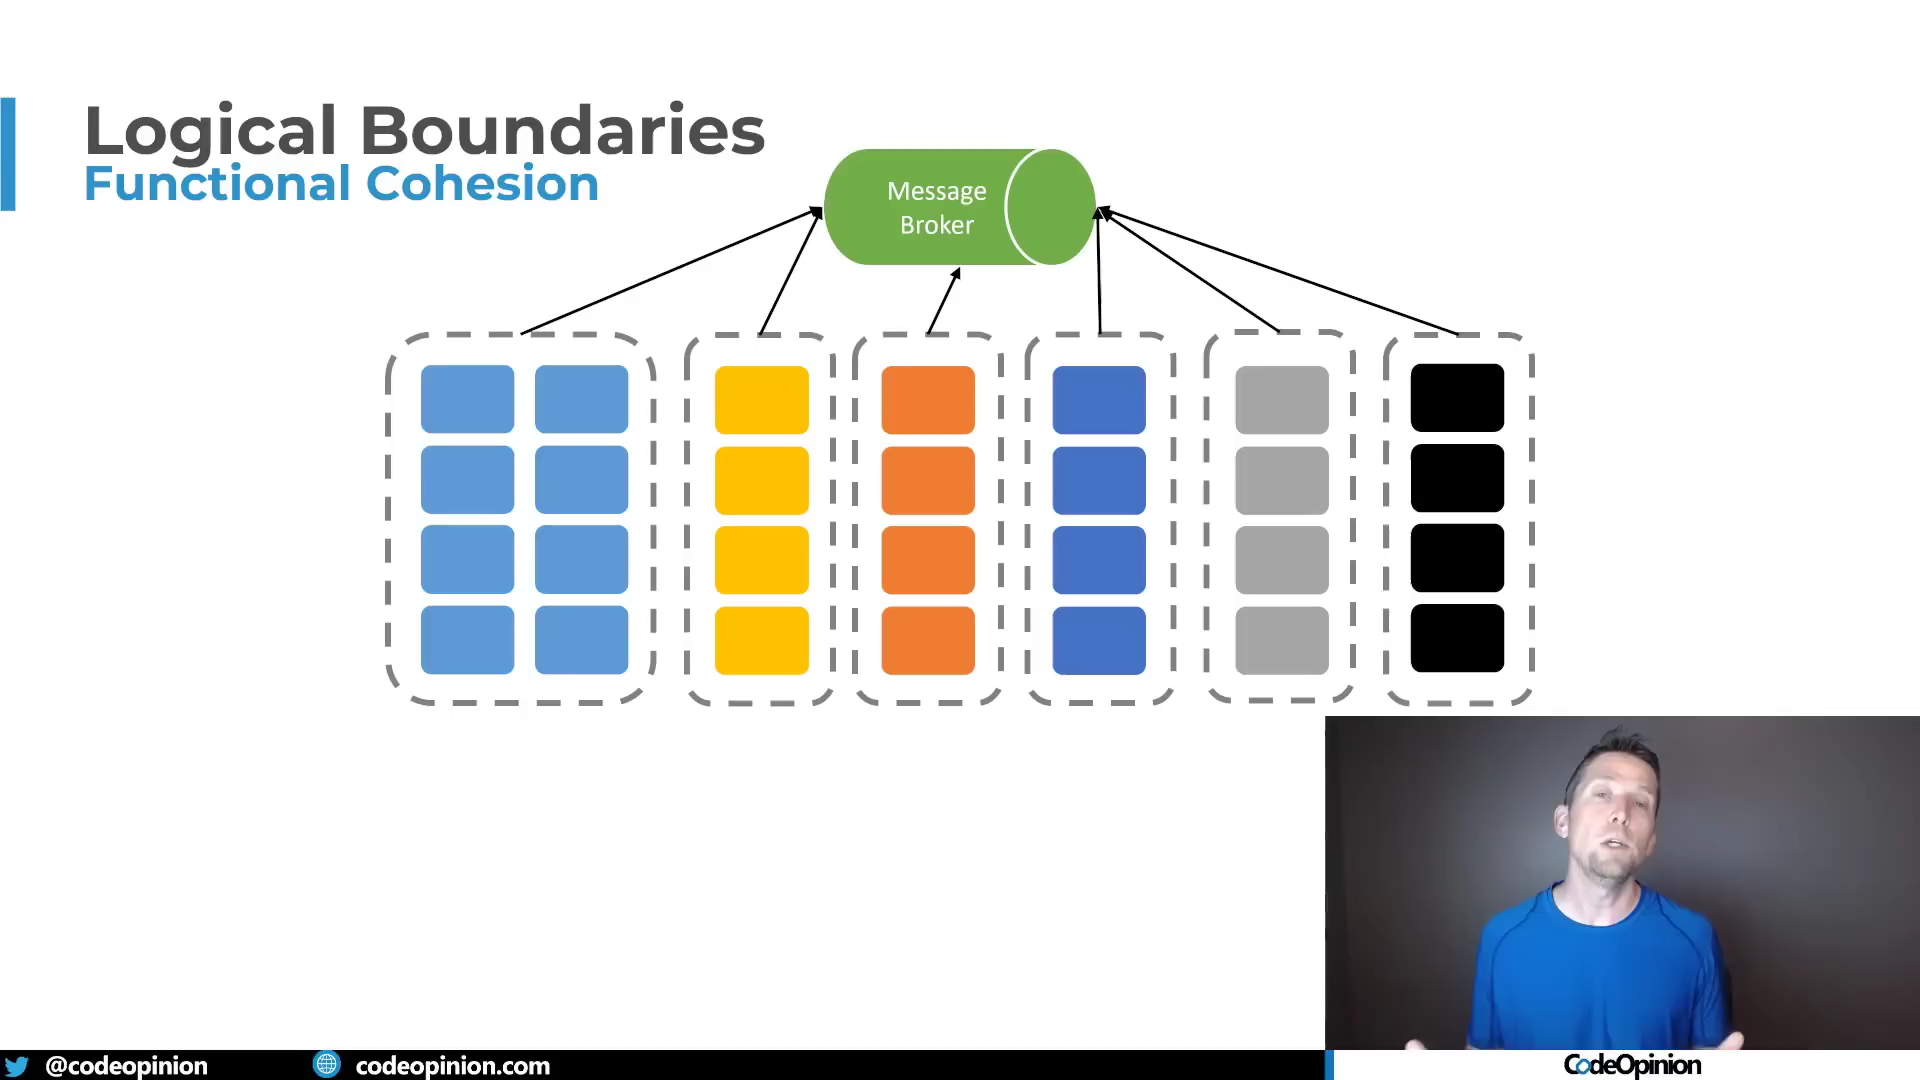 Logical Boundaries
Functional Cohesion
Message
Broker
@codeopinion
codeopinion.com
CodeOpinion